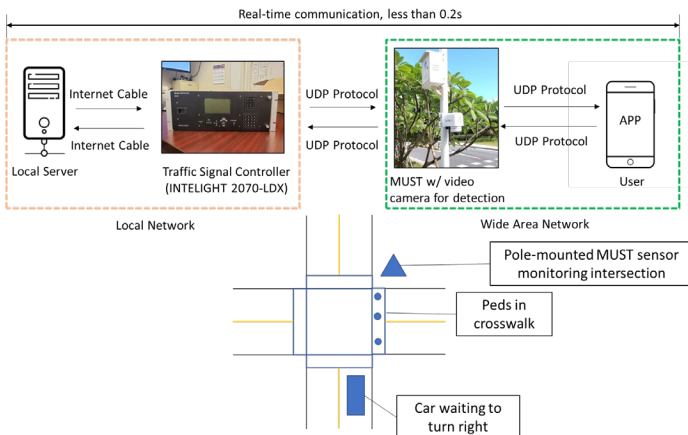 Real-time communication, less than 0.2s
Internet Cable
Internet Cable
UDP Protocol
UDP Protocol
UDP Protocol
UDP Protocol
APP
Local Server
Traffic Signal Controller
(INTELIGHT 2070-LDX)
MUST w/ video
camera for detection
User
Local Network
Wide Area Network
Pole-mounted MUST sensor
monitoring intersection
Peds in
crosswalk
Car waiting to
turn right